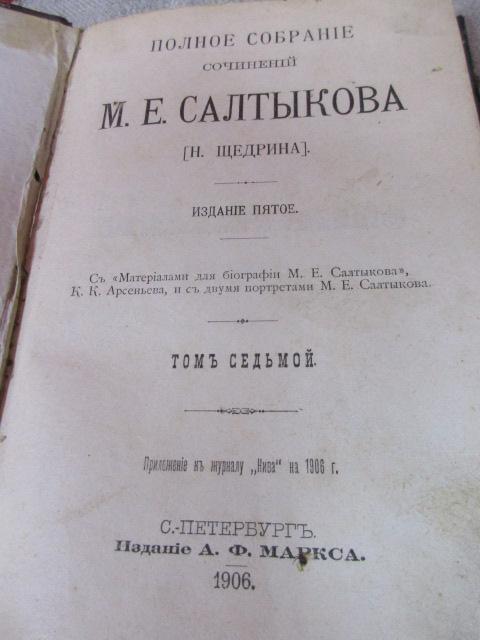 ПОЛНОЕ СОБРАНІЕ
СОЧИНЕНІЙ
М. Е. САЛТЫКОВА
[Н. ЩЕДРИНА].
ИЗДАНІЕ ПЯТОЕ.
Съ «Матеріалами для біографіи М. Е. Салтыкова»,
К. К. Арсеньева, и съ двумя портретами М. Е. Салтыкова.
ТОМЪ СЕДЬМОЙ.
Приложеніе къ журналу „Нива" на 1906 г.
С.-ПЕТЕРБУРГЪ.
Изданіе А. Ф. МАРКСА.
1906.